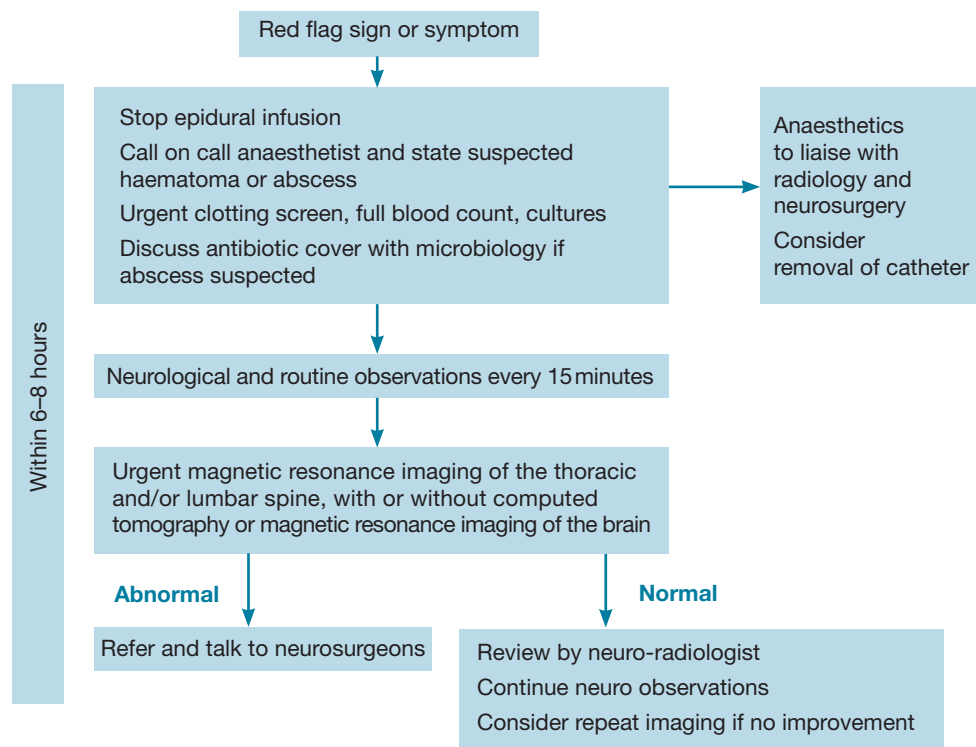 Red flag sign or symptom
Within 6–8 hours
Stop epidural infusion
Call on call anaesthetist and state suspected
haematoma or abscess
Urgent clotting screen, full blood count, cultures
Discuss antibiotic cover with microbiology if
abscess suspected
Anaesthetics
to liaise with
radiology and
neurosurgery
Consider
removal of catheter
Neurological and routine observations every 15 minutes
Urgent magnetic resonance imaging of the thoracic
and/or lumbar spine, with or without computed
tomography or magnetic resonance imaging of the brain
Abnormal
Normal
Refer and talk to neurosurgeons
Review by neuro-radiologist
Continue neuro observations
Consider repeat imaging if no improvement